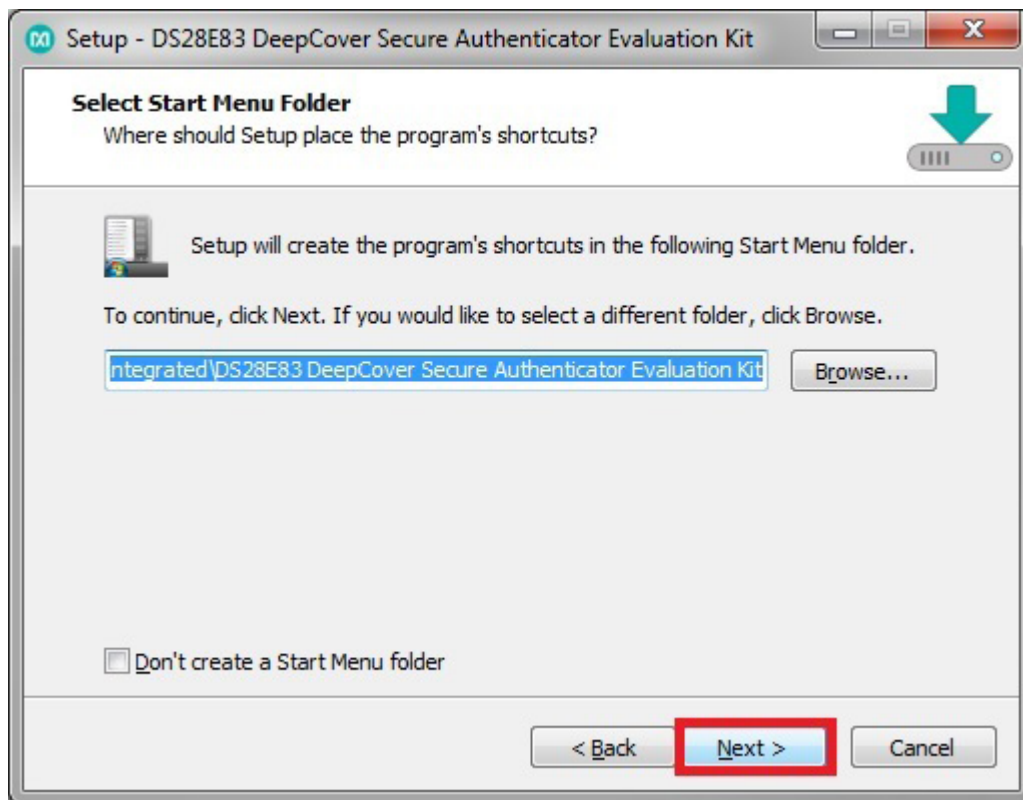 Setup - DS28E83 DeepCover Secure Authenticator Evaluation Kit
Select Start Menu Folder
Where should Setup place the program's shortcuts?
Setup will create the program's shortcuts in the following Start Menu folder.
To continue, click Next. If you would like to select a different folder, click Browse.
ntegrated\DS28E83 DeepCover Secure Authenticator Evaluation Kit
Browse...
Don't create a Start Menu folder
< Back
Next >
Cancel